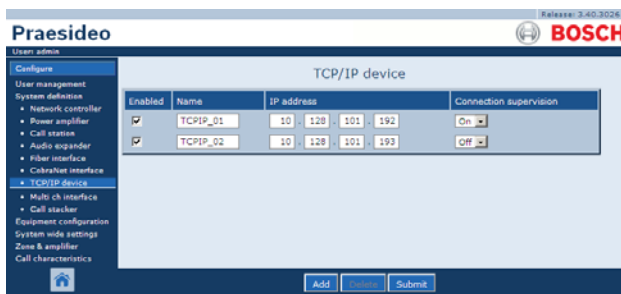 Release: 3.40.3026
Praesideo
BOSCH
User: admin
Configure
User management
System definition
• Network controller
• Power amplifier
• Call station
• Audio expander
• Fiber interface
• CobraNet interface
• TCP/IP device
• Multi ch interface
• Call stacker
Equipment configuration
System wide settings
Zone & amplifier
Call characteristics
TCP/IP device
Enabled Name IP address Connection supervision
TCPIP_01 10 . 128 . 101 . 192 On
TCPIP_02 10 . 128 . 101 . 193 Off
Add Delete Submit